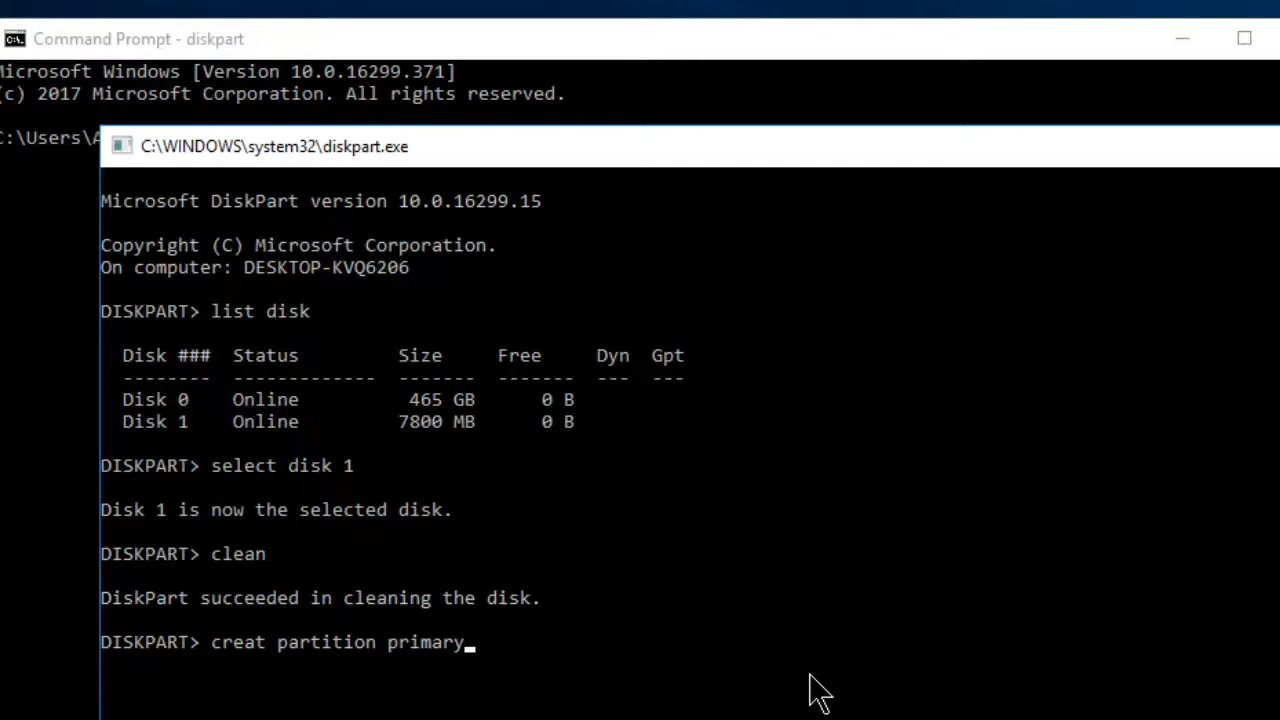 Command Prompt - diskpart
Microsoft Windows [Version 10.0.16299.371]
(c) 2017 Microsoft Corporation. All rights reserved.
C:\Users\A
C:\WINDOWS\system32\diskpart.exe
Microsoft DiskPart version 10.0.16299.15
Copyright (C) Microsoft Corporation.
On computer: DESKTOP-KVQ6206
DISKPART> list disk
Disk ###  Status         Size     Free     Dyn  Gpt
--------  -------------  -------  -------  ---  ---
Disk 0    Online          465 GB      0 B
Disk 1    Online         7800 MB      0 B
DISKPART> select disk 1
Disk 1 is now the selected disk.
DISKPART> clean
DiskPart succeeded in cleaning the disk.
DISKPART> creat partition primary_